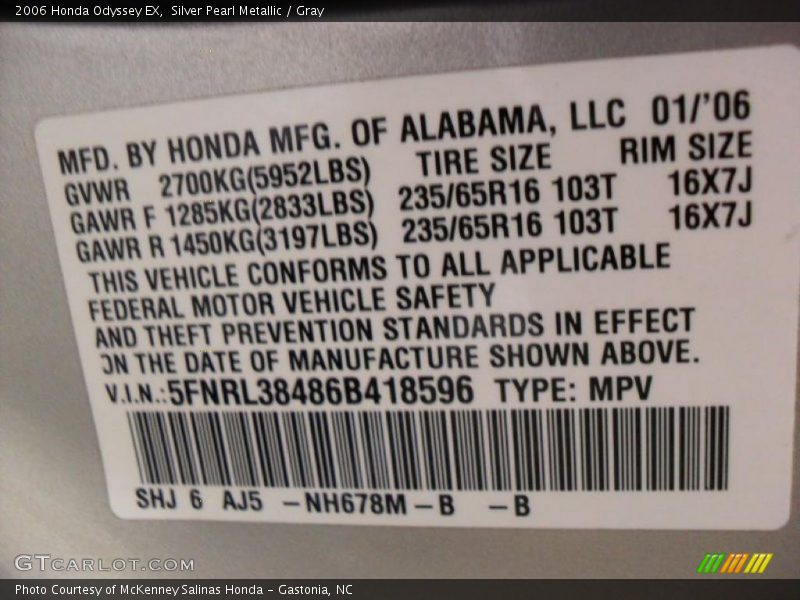 2006 Honda Odyssey EX, Silver Pearl Metallic / Gray
MFD. BY HONDA MFG. OF ALABAMA, LLC 01/'06
GVWR 2700KG(5952LBS) TIRE SIZE RIM SIZE
GAWR F 1285KG(2833LBS) 235/65R16 103T 16X7J
GAWR R 1450KG(3197LBS) 235/65R16 103T 16X7J
THIS VEHICLE CONFORMS TO ALL APPLICABLE
FEDERAL MOTOR VEHICLE SAFETY
AND THEFT PREVENTION STANDARDS IN EFFECT
ON THE DATE OF MANUFACTURE SHOWN ABOVE.
V.I.N.:5FNRL38486B418596 TYPE: MPV
SHJ 6 AJ5 -NH678M-B -B
GTCARLOT.COM
Photo Courtesy of McKenney Salinas Honda - Gastonia, NC